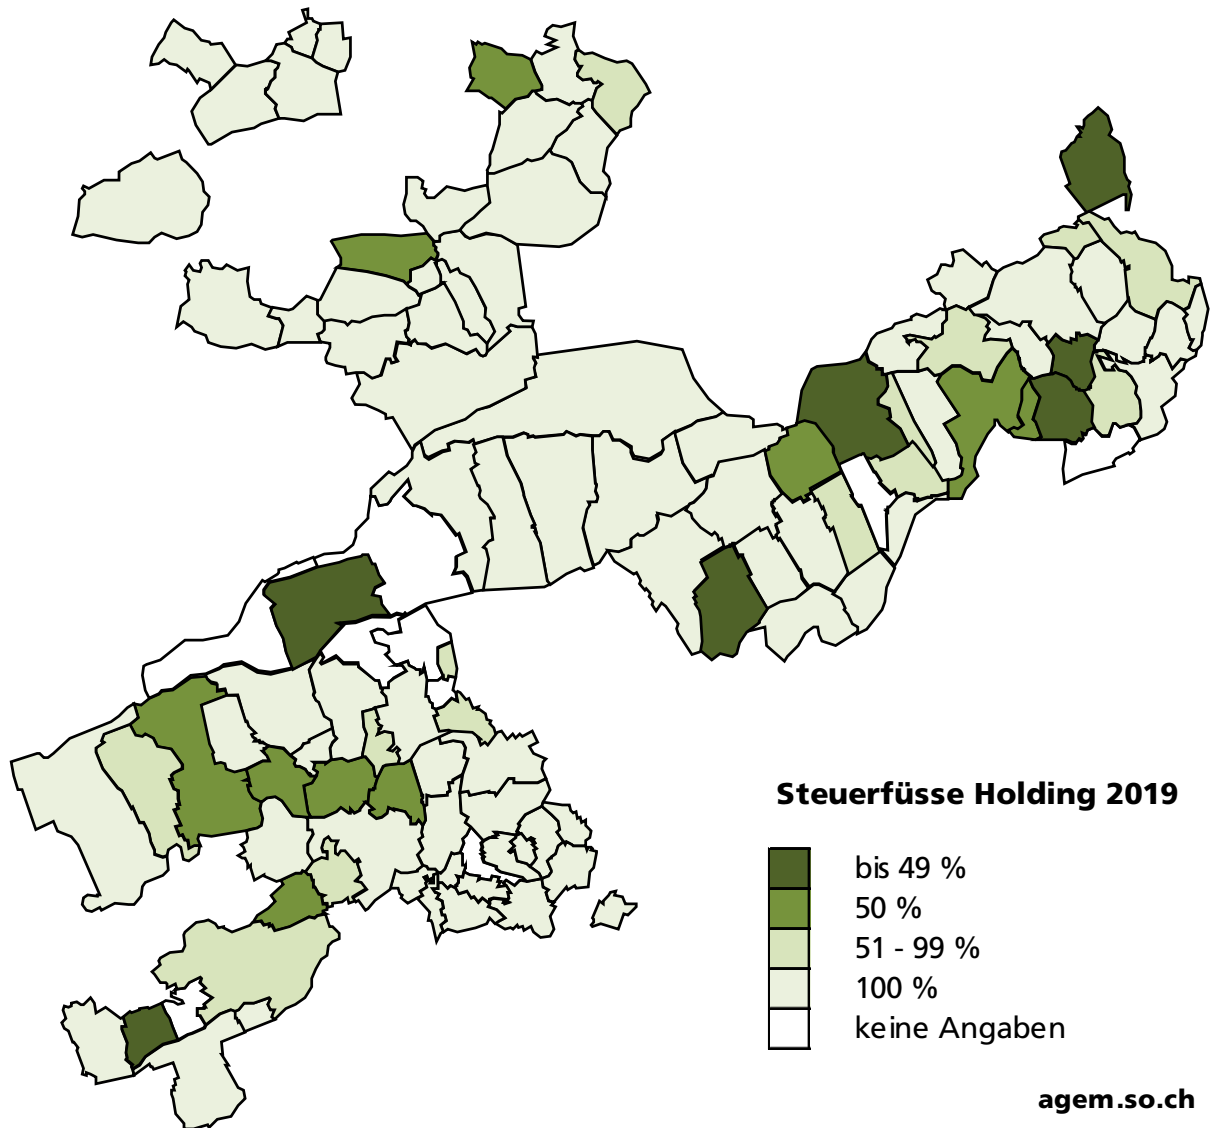 Steuerfüsse Holding 2019
bis 49 %
50 %
51 - 99 %
100 %
keine Angaben
agem.so.ch